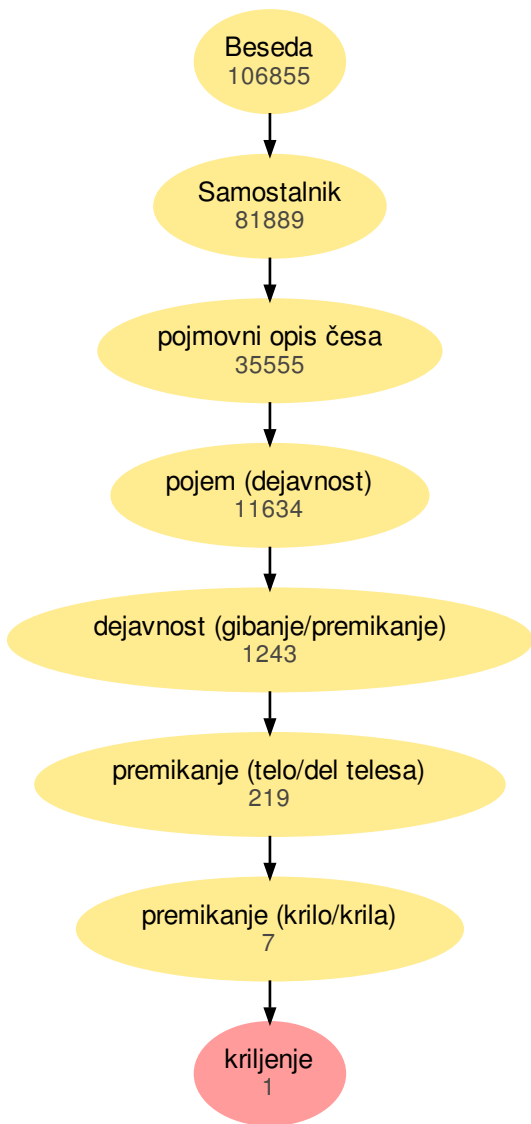 Beseda
106855
Samostalnik
81889
pojmovni opis česa
35555
pojem (dejavnost)
11634
dejavnost (gibanje/premikanje)
1243
premikanje (telo/del telesa)
219
premikanje (krilo/krila)
7
kriljenje
1